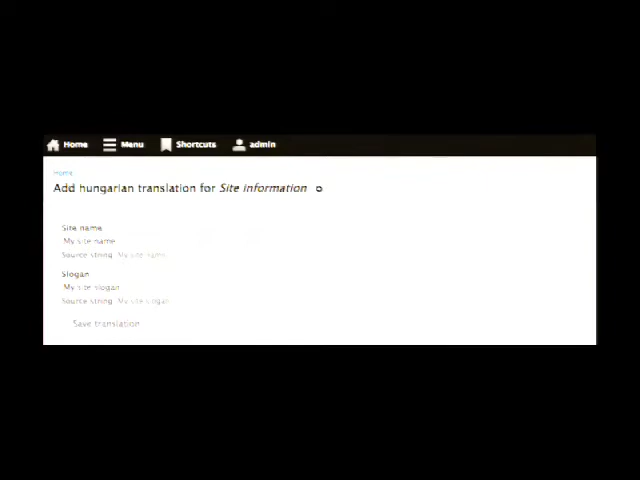 Home Menu Shortcuts admin
Home
Add hungarian translation for Site information
Site name
My site name
Source string: My site name
Slogan
My site slogan
Source string: My site slogan
Save translation